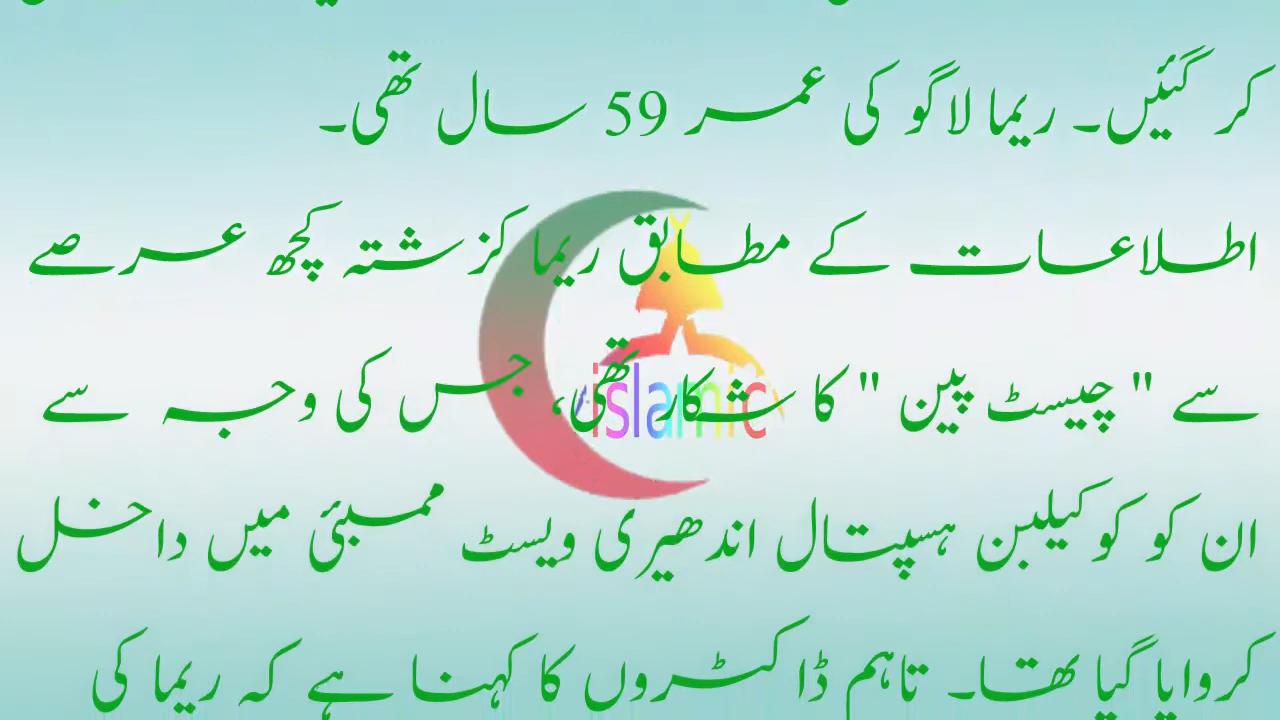 کر گئیں۔ ریما لاگو کی عمر 59 سال تھی۔
اطلاعات کے مطابق ریما گزشتہ کچھ عرصے
سے " چیسٹ پین " کا شکار تھی، جس کی وجہ سے
islamic
ان کو کوکیلبن ہسپتال اندھیری ویسٹ ممبئی میں داخل
کروایا گیا تھا۔ تاہم ڈاکٹروں کا کہنا ہے کہ ریما کی